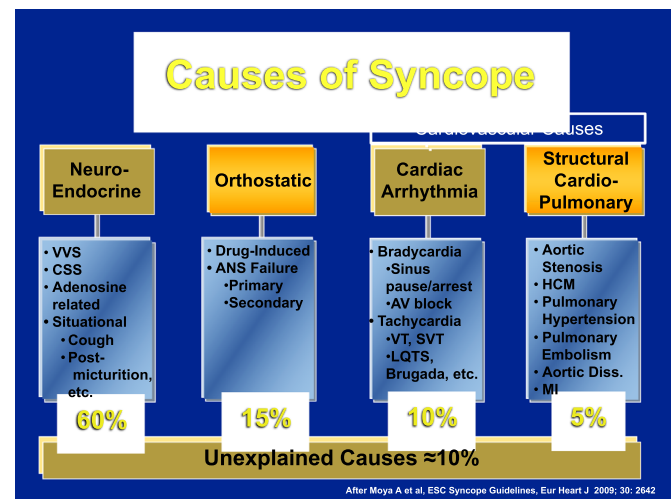 Causes of Syncope
Cardiovascular Causes
Neuro-
Endocrine
Orthostatic
Cardiac
Arrhythmia
Structural
Cardio-
Pulmonary
• VVS
• CSS
• Adenosine
related
• Situational
• Cough
• Post-
micturition,
etc.
• Drug-Induced
• ANS Failure
• Primary
• Secondary
• Bradycardia
• Sinus
pause/arrest
• AV block
• Tachycardia
• VT, SVT
• LQTS,
Brugada, etc.
• Aortic
Stenosis
• HCM
• Pulmonary
Hypertension
• Pulmonary
Embolism
• Aortic Diss.
• MI
60%
15%
10%
5%
Unexplained Causes ≈10%
After Moya A et al, ESC Syncope Guidelines, Eur Heart J 2009; 30: 2642